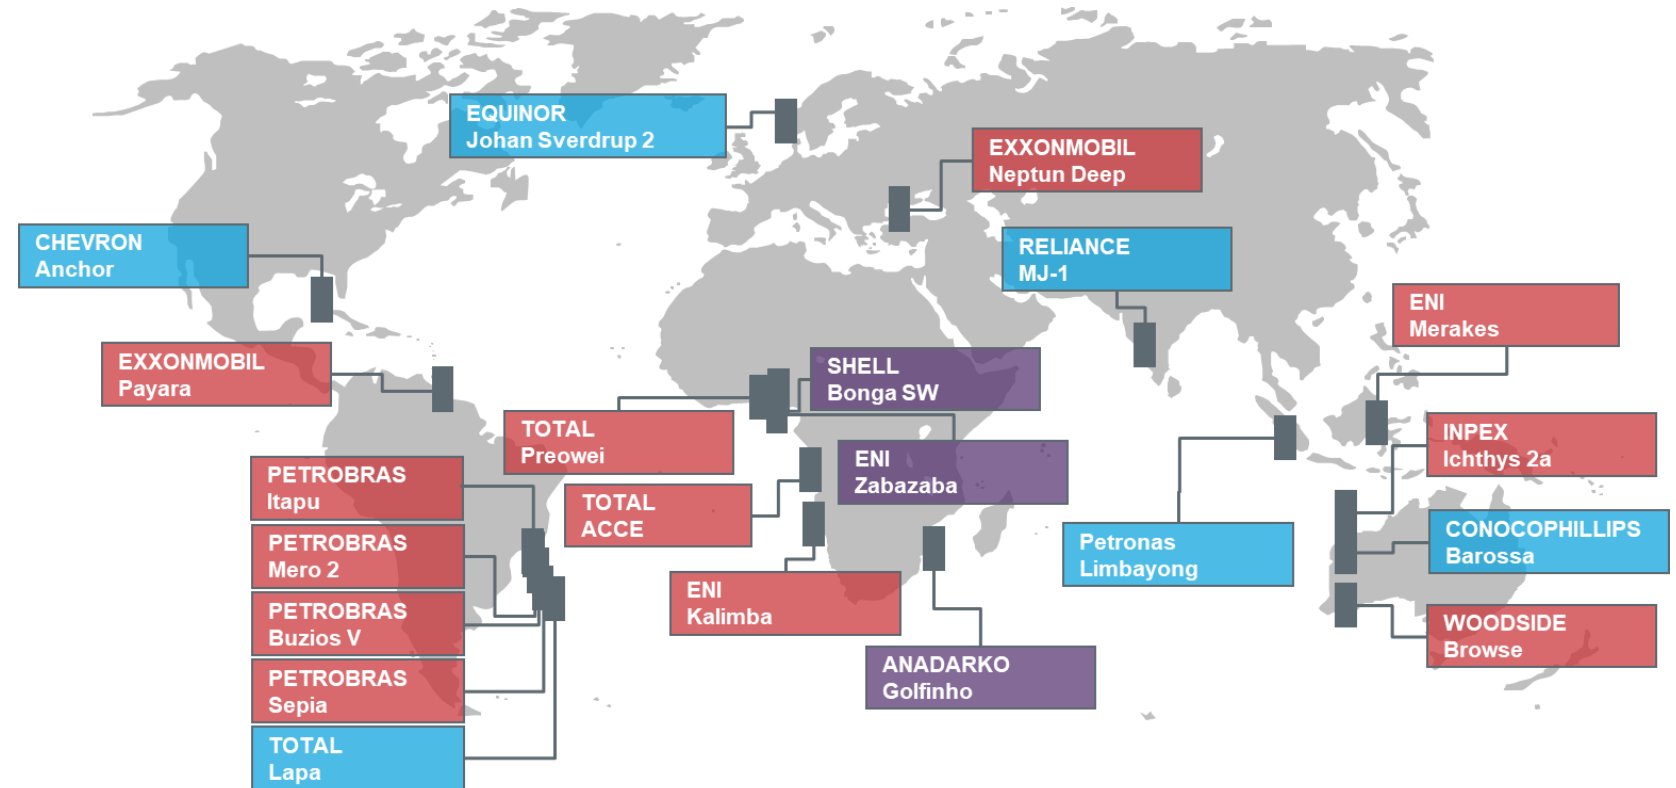 EQUINOR
Johan Sverdrup 2
EXXONMOBIL
Neptun Deep
CHEVRON
Anchor
RELIANCE
MJ-1
ENI
Merakes
EXXONMOBIL
Payara
SHELL
Bonga SW
TOTAL
Preowei
INPEX
Ichthys 2a
ENI
Zabazaba
PETROBRAS
Itapu
TOTAL
ACCE
CONOCOPHILLIPS
Barossa
Petronas
Limbayong
PETROBRAS
Mero 2
ENI
Kalimba
PETROBRAS
Buzios V
WOODSIDE
Browse
ANADARKO
Golfinho
PETROBRAS
Sepia
TOTAL
Lapa